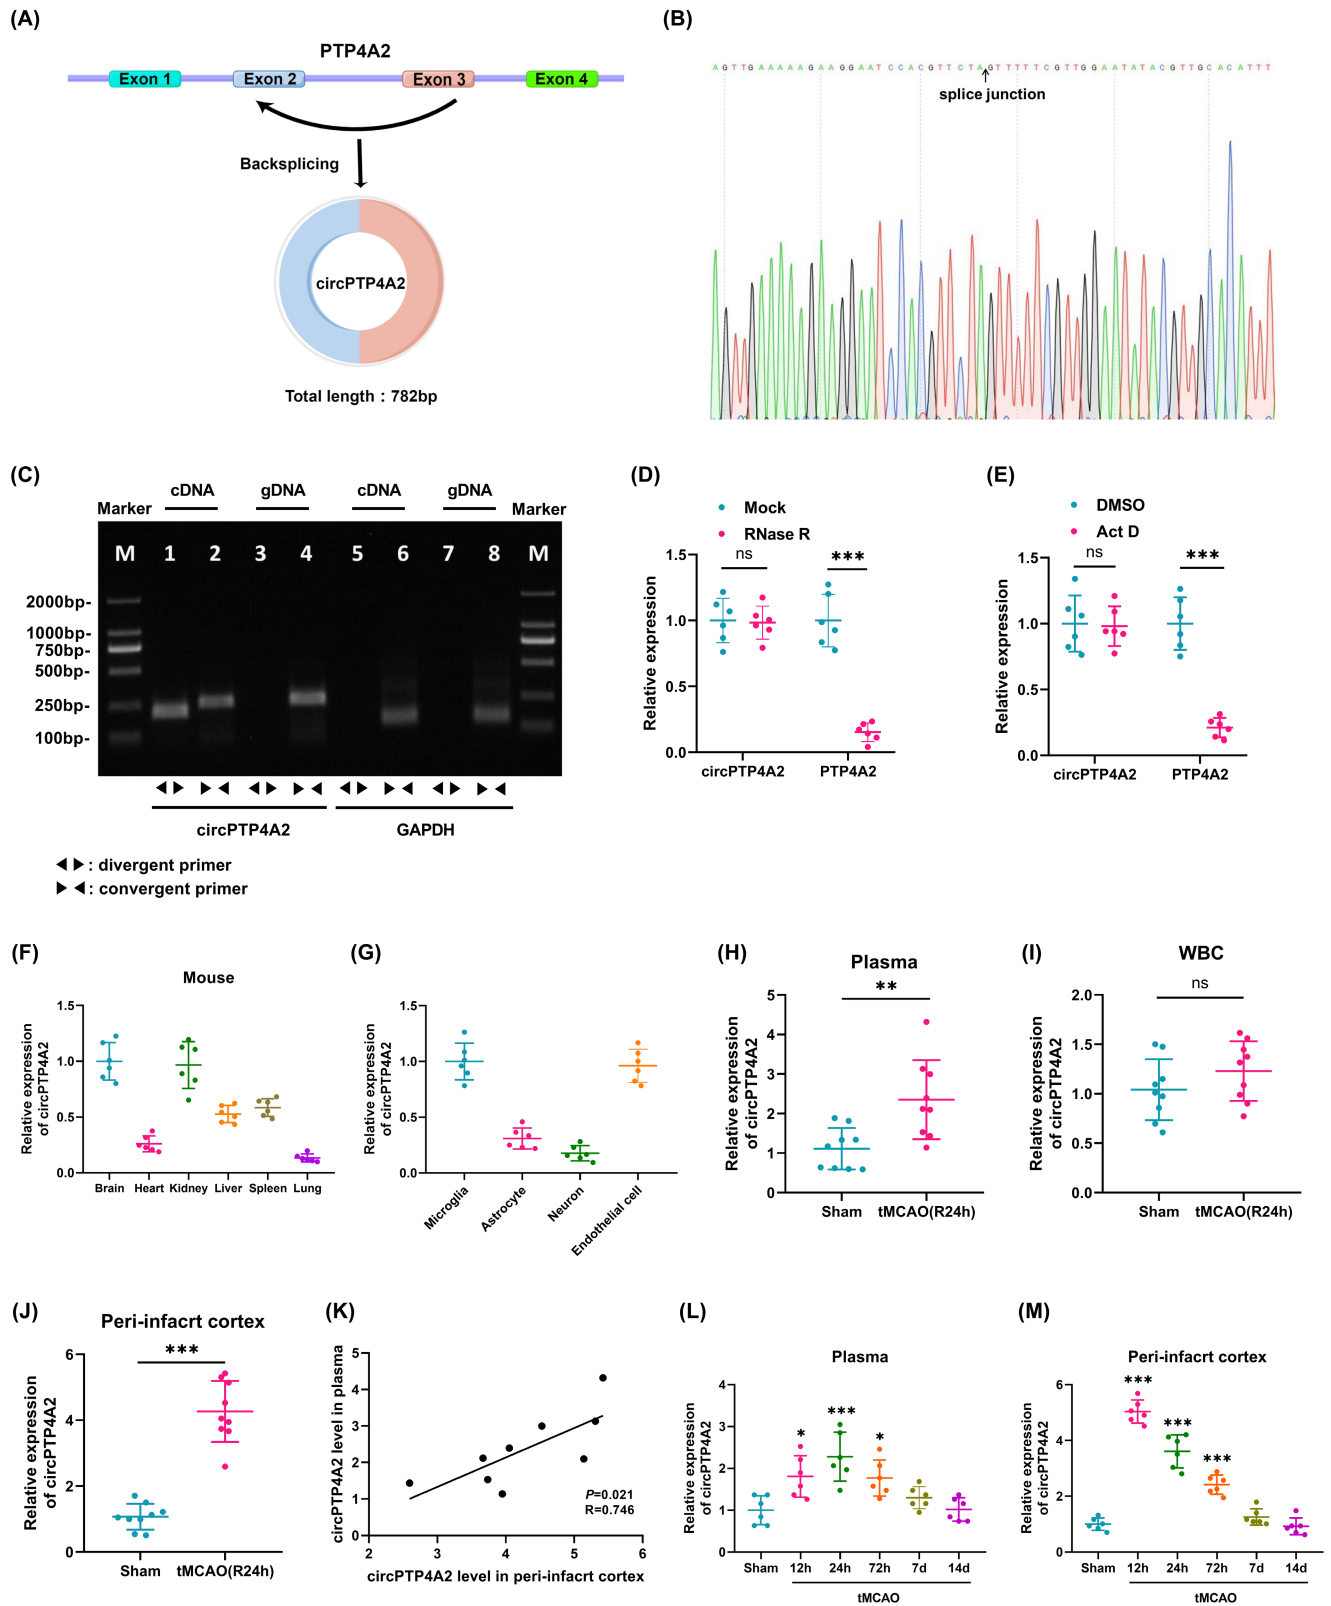 (A)
PTP4A2
Exon 1 Exon 2 Exon 3 Exon 4
Backsplicing
circPTP4A2
Total length : 782bp
(B)
AGTTGAAAAAGAAGGAATCCACGTTCTAGTTTTTCGTTGGAATATACGTTGCACATTT
splice junction
(C)
cDNA gDNA cDNA gDNA
Marker Marker
M 1 2 3 4 5 6 7 8 M
2000bp-
1000bp-
750bp-
500bp-
250bp-
100bp-
circPTP4A2 GAPDH
: divergent primer
: convergent primer
(D)
Mock
RNase R
ns ***
Relative expression
1.5
1.0
0.5
0.0
circPTP4A2 PTP4A2
(E)
DMSO
Act D
ns ***
Relative expression
1.5
1.0
0.5
0.0
circPTP4A2 PTP4A2
(F)
Mouse
Relative expression
of circPTP4A2
1.5
1.0
0.5
0.0
Brain Heart Kidney Liver Spleen Lung
(G)
Relative expression
of circPTP4A2
1.5
1.0
0.5
0.0
Microglia
Astrocyte
Neuron
Endothelial cell
(H)
Plasma
**
Relative expression
of circPTP4A2
5
4
3
2
1
0
Sham tMCAO(R24h)
(I)
WBC
ns
Relative expression
of circPTP4A2
2.0
1.5
1.0
0.5
0.0
Sham tMCAO(R24h)
(J)
Peri-infacrt cortex
***
Relative expression
of circPTP4A2
6
4
2
0
Sham tMCAO(R24h)
(K)
circPTP4A2 level in plasma
5
4
3
2
1
0
P=0.021
R=0.746
2 3 4 5 6
circPTP4A2 level in peri-infacrt cortex
(L)
Plasma
Relative expression
of circPTP4A2
4
3
2
1
0
* *** *
Sham 12h 24h 72h 7d 14d
tMCAO
(M)
Peri-infacrt cortex
Relative expression
of circPTP4A2
6
4
2
0
*** *** ***
Sham 12h 24h 72h 7d 14d
tMCAO